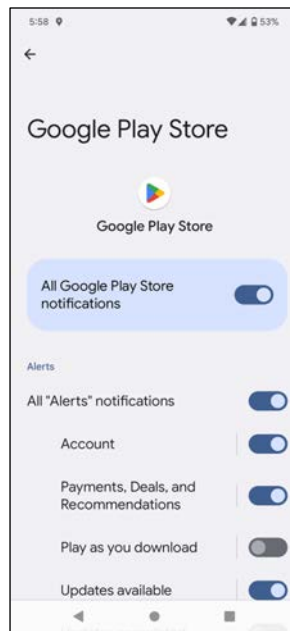 5:58 53%
Google Play Store
Google Play Store
All Google Play Store
notifications
Alerts
All "Alerts" notifications
Account
Payments, Deals, and
Recommendations
Play as you download
Updates available